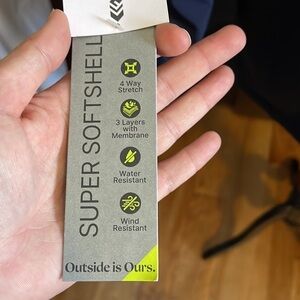 SUPER SOFTSHELL
4 Way
Stretch
3 Layers
with
Membrane
Water
Resistant
Wind
Resistant
Outside is Ours.